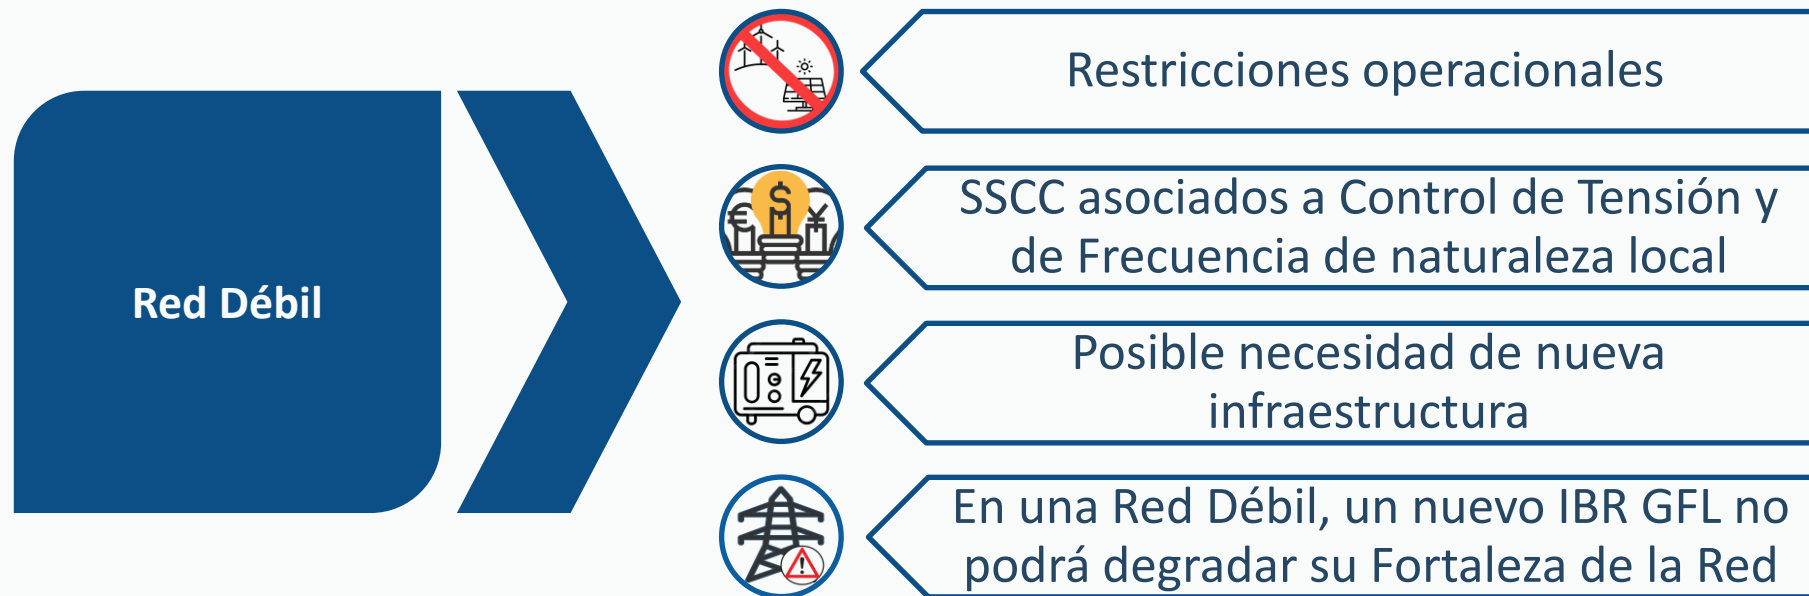 Red Débil
Restricciones operacionales
SSCC asociados a Control de Tensión y
de Frecuencia de naturaleza local
Posible necesidad de nueva
infraestructura
En una Red Débil, un nuevo IBR GFL no
podrá degradar su Fortaleza de la Red